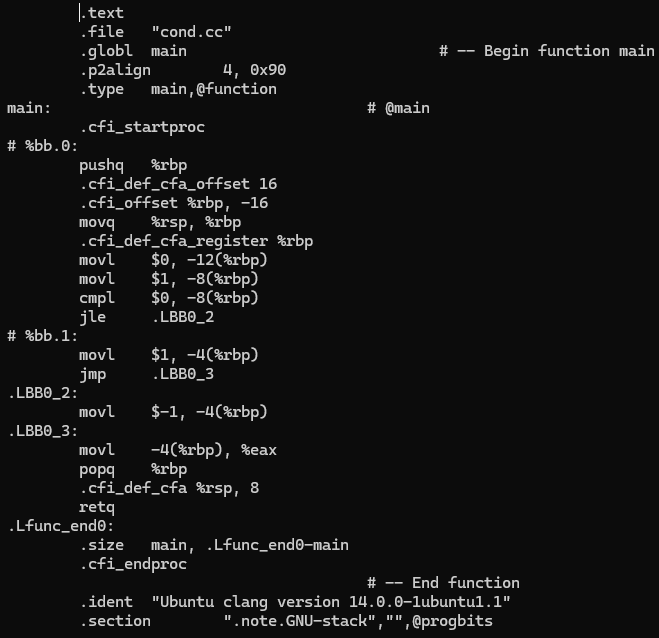 .text
.file "cond.cc"
.globl main # -- Begin function main
.p2align 4, 0x90
.type main,@function
main: # @main
.cfi_startproc
# %bb.0:
pushq %rbp
.cfi_def_cfa_offset 16
.cfi_offset %rbp, -16
movq %rsp, %rbp
.cfi_def_cfa_register %rbp
movl $0, -12(%rbp)
movl $1, -8(%rbp)
cmpl $0, -8(%rbp)
jle .LBB0_2
# %bb.1:
movl $1, -4(%rbp)
jmp .LBB0_3
.LBB0_2:
movl $-1, -4(%rbp)
.LBB0_3:
movl -4(%rbp), %eax
popq %rbp
.cfi_def_cfa %rsp, 8
retq
.Lfunc_end0:
.size main, .Lfunc_end0-main
.cfi_endproc
# -- End function
.ident "Ubuntu clang version 14.0.0-1ubuntu1.1"
.section ".note.GNU-stack","",@progbits